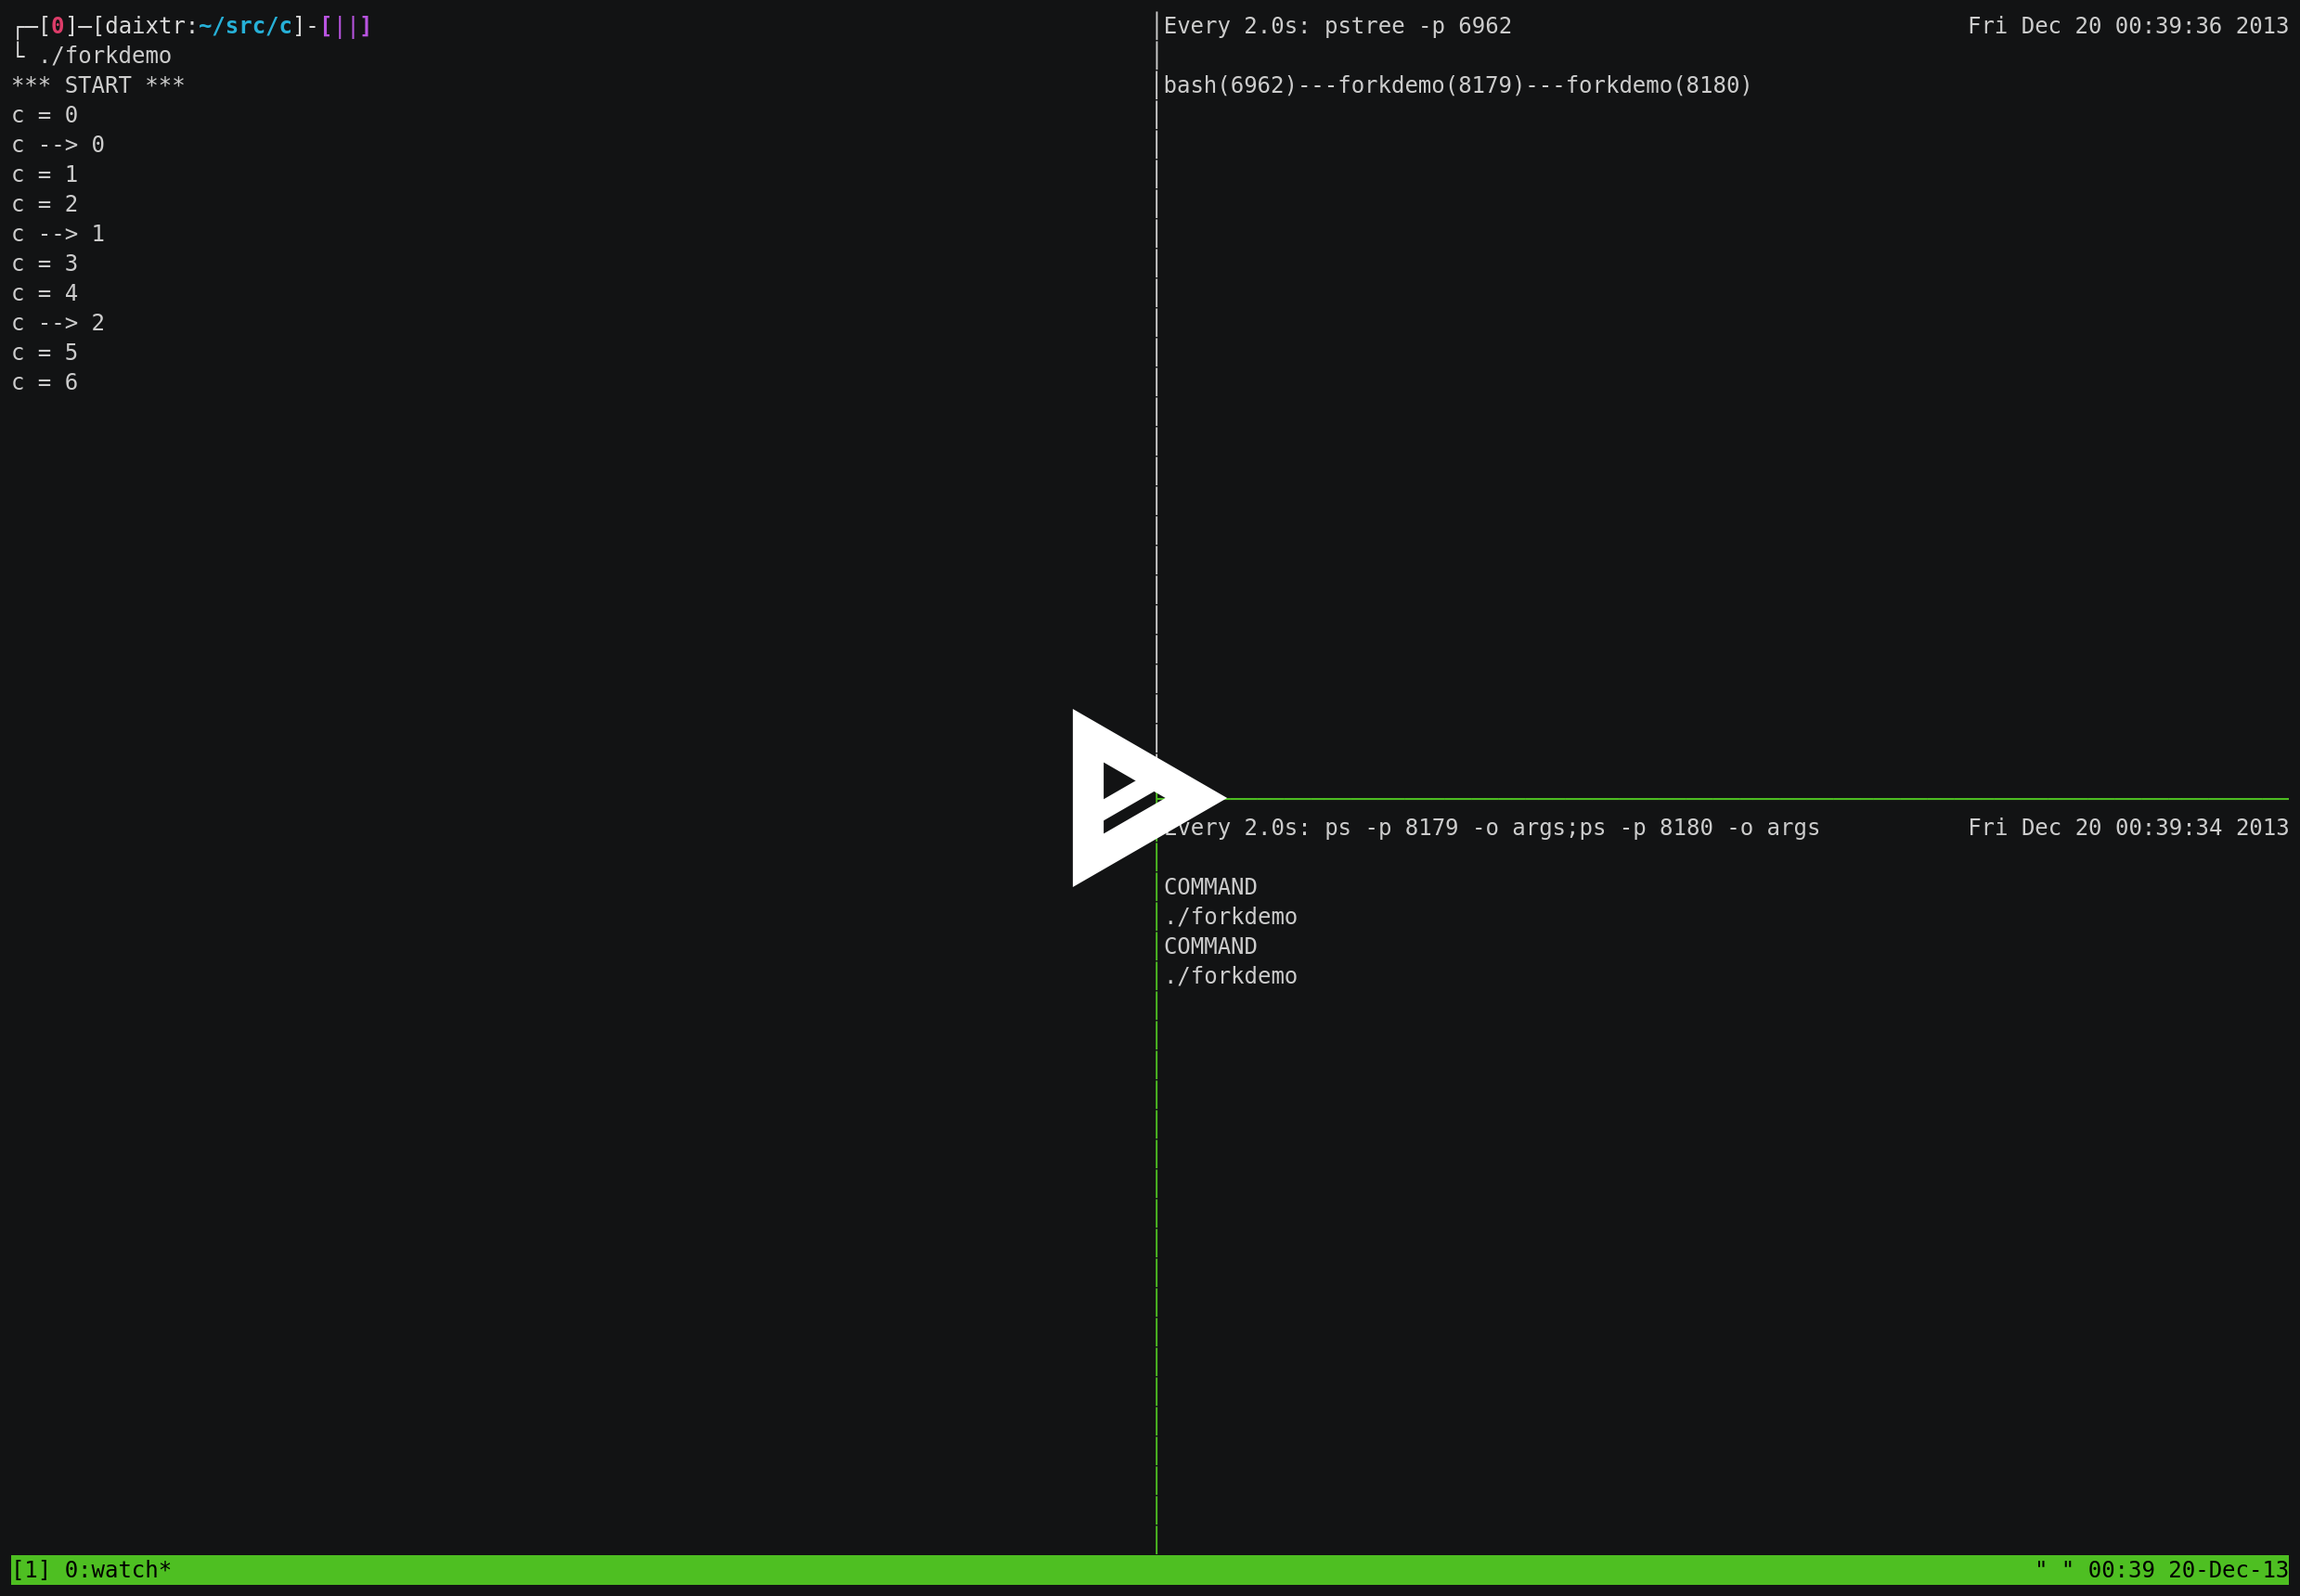 ┌─[0]─[daixtr:~/src/c]-[||]
└ ./forkdemo
*** START ***
c = 0
c --> 0
c = 1
c = 2
c --> 1
c = 3
c = 4
c --> 2
c = 5
c = 6
Every 2.0s: pstree -p 6962 Fri Dec 20 00:39:36 2013
bash(6962)---forkdemo(8179)---forkdemo(8180)
Every 2.0s: ps -p 8179 -o args;ps -p 8180 -o args Fri Dec 20 00:39:34 2013
COMMAND
./forkdemo
COMMAND
./forkdemo
[1] 0:watch* " " 00:39 20-Dec-13